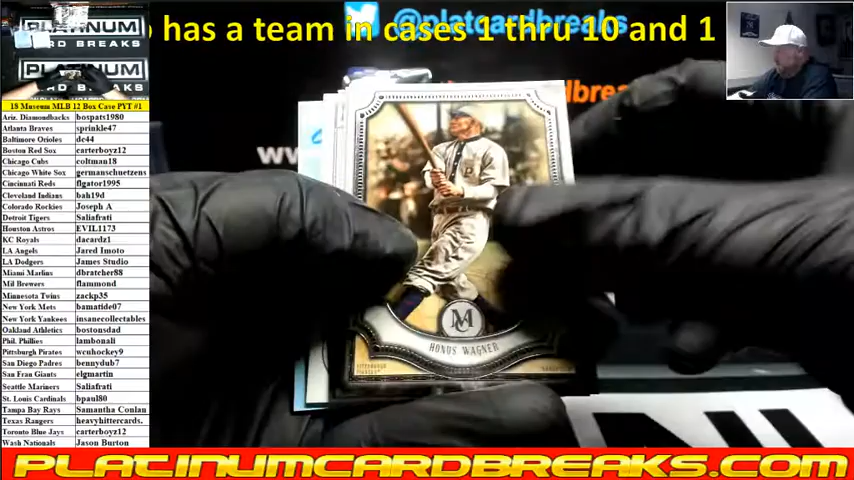 has a team in cases 1 thru 10 and 1
@platcardbreaks
PLATINUM
CARD BREAKS
PLATINUM
18 Museum MLB 12 Box Case PYT #1
Ariz. Diamondbacks bospats1980
Atlanta Braves sprinkle47
Baltimore Orioles dc44
Boston Red Sox carterboyz12
Chicago Cubs coltman18
Chicago White Sox germanschuetzens
Cincinnati Reds flgator1995
Cleveland Indians bah19d
Colorado Rockies Joseph A
Detroit Tigers Saliafrati
Houston Astros EVIL1173
KC Royals dacardz1
LA Angels Jared Imoto
LA Dodgers James Studio
Miami Marlins dbratcher88
Mil Brewers flammond
Minnesota Twins zackp35
New York Mets bamatide07
New York Yankees insanecollectables
Oakland Athletics bostonsdad
Phil. Phillies lambonali
Pittsburgh Pirates wcuhockey9
San Diego Padres bennydub7
San Fran Giants elgmartin
Seattle Mariners Saliafrati
St. Louis Cardinals bpaul80
Tampa Bay Rays Samantha Conlan
Texas Rangers heavyhittercards.
Toronto Blue Jays carterboyz12
Wash Nationals Jason Burton
M
HONUS WAGNER
PLATINUMCARDBREAKS.COM